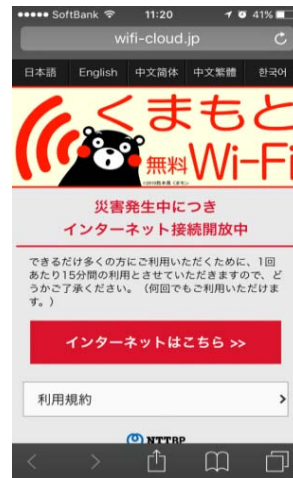 SoftBank 11:20 41%
wifi-cloud.jp
日本語 English 中文简体 中文繁體 한국어
くまもと
無料Wi-Fi
災害発生中につき
インターネット接続開放中
できるだけ多くの方にご利用いただくために、1回
あたり15分間の利用とさせていただきますので、ど
うかご了承ください。（何回でもご利用いただけま
す。）
インターネットはこちら >>
利用規約
NTTBP